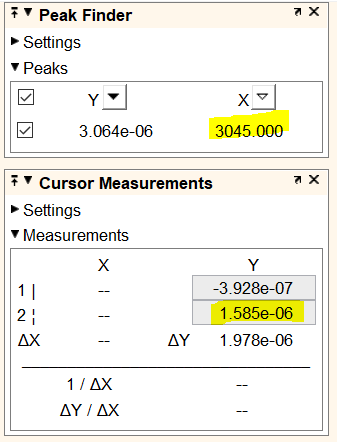 Peak Finder
Settings
Peaks
Y X
3.064e-06 3045.000
Cursor Measurements
Settings
Measurements
X Y
1 | -- -3.928e-07
2 ¦ -- 1.585e-06
ΔX -- ΔY 1.978e-06
1 / ΔX --
ΔY / ΔX --